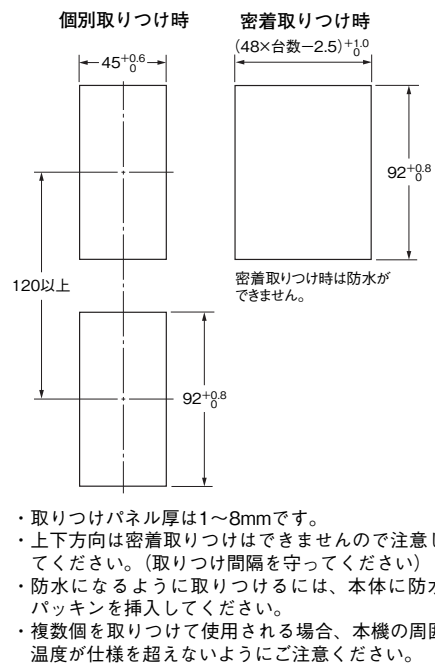 個別取りつけ時
密着取りつけ時
45+0.6 0
(48×台数−2.5)+1.0 0
92+0.8 0
120以上
密着取りつけ時は防水が
できません。
92+0.8 0
・取りつけパネル厚は1～8mmです。
・上下方向は密着取りつけはできませんので注意し
てください。(取りつけ間隔を守ってください)
・防水になるように取りつけるには、本体に防水
パッキンを挿入してください。
・複数個を取りつけて使用される場合、本機の周囲
温度が仕様を超えないようにご注意ください。